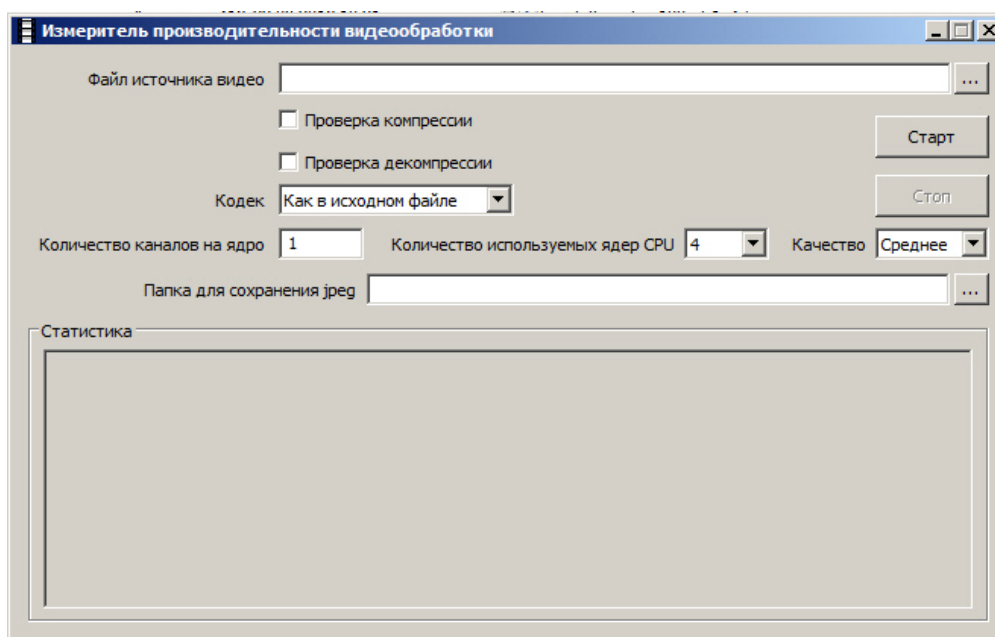 Измеритель производительности видеообработки
Файл источника видео ...
Проверка компрессии
Старт
Проверка декомпрессии
Кодек Как в исходном файле Стоп
Количество каналов на ядро 1 Количество используемых ядер CPU 4 Качество Среднее
Папка для сохранения jpeg ...
Статистика